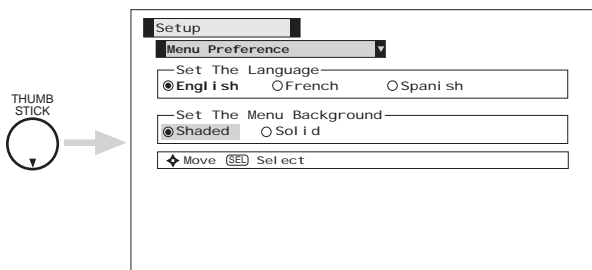 Setup
Menu Preference
Set The Language
English French Spanish
THUMB
STICK
Set The Menu Background
Shaded Solid
Move SEL Select